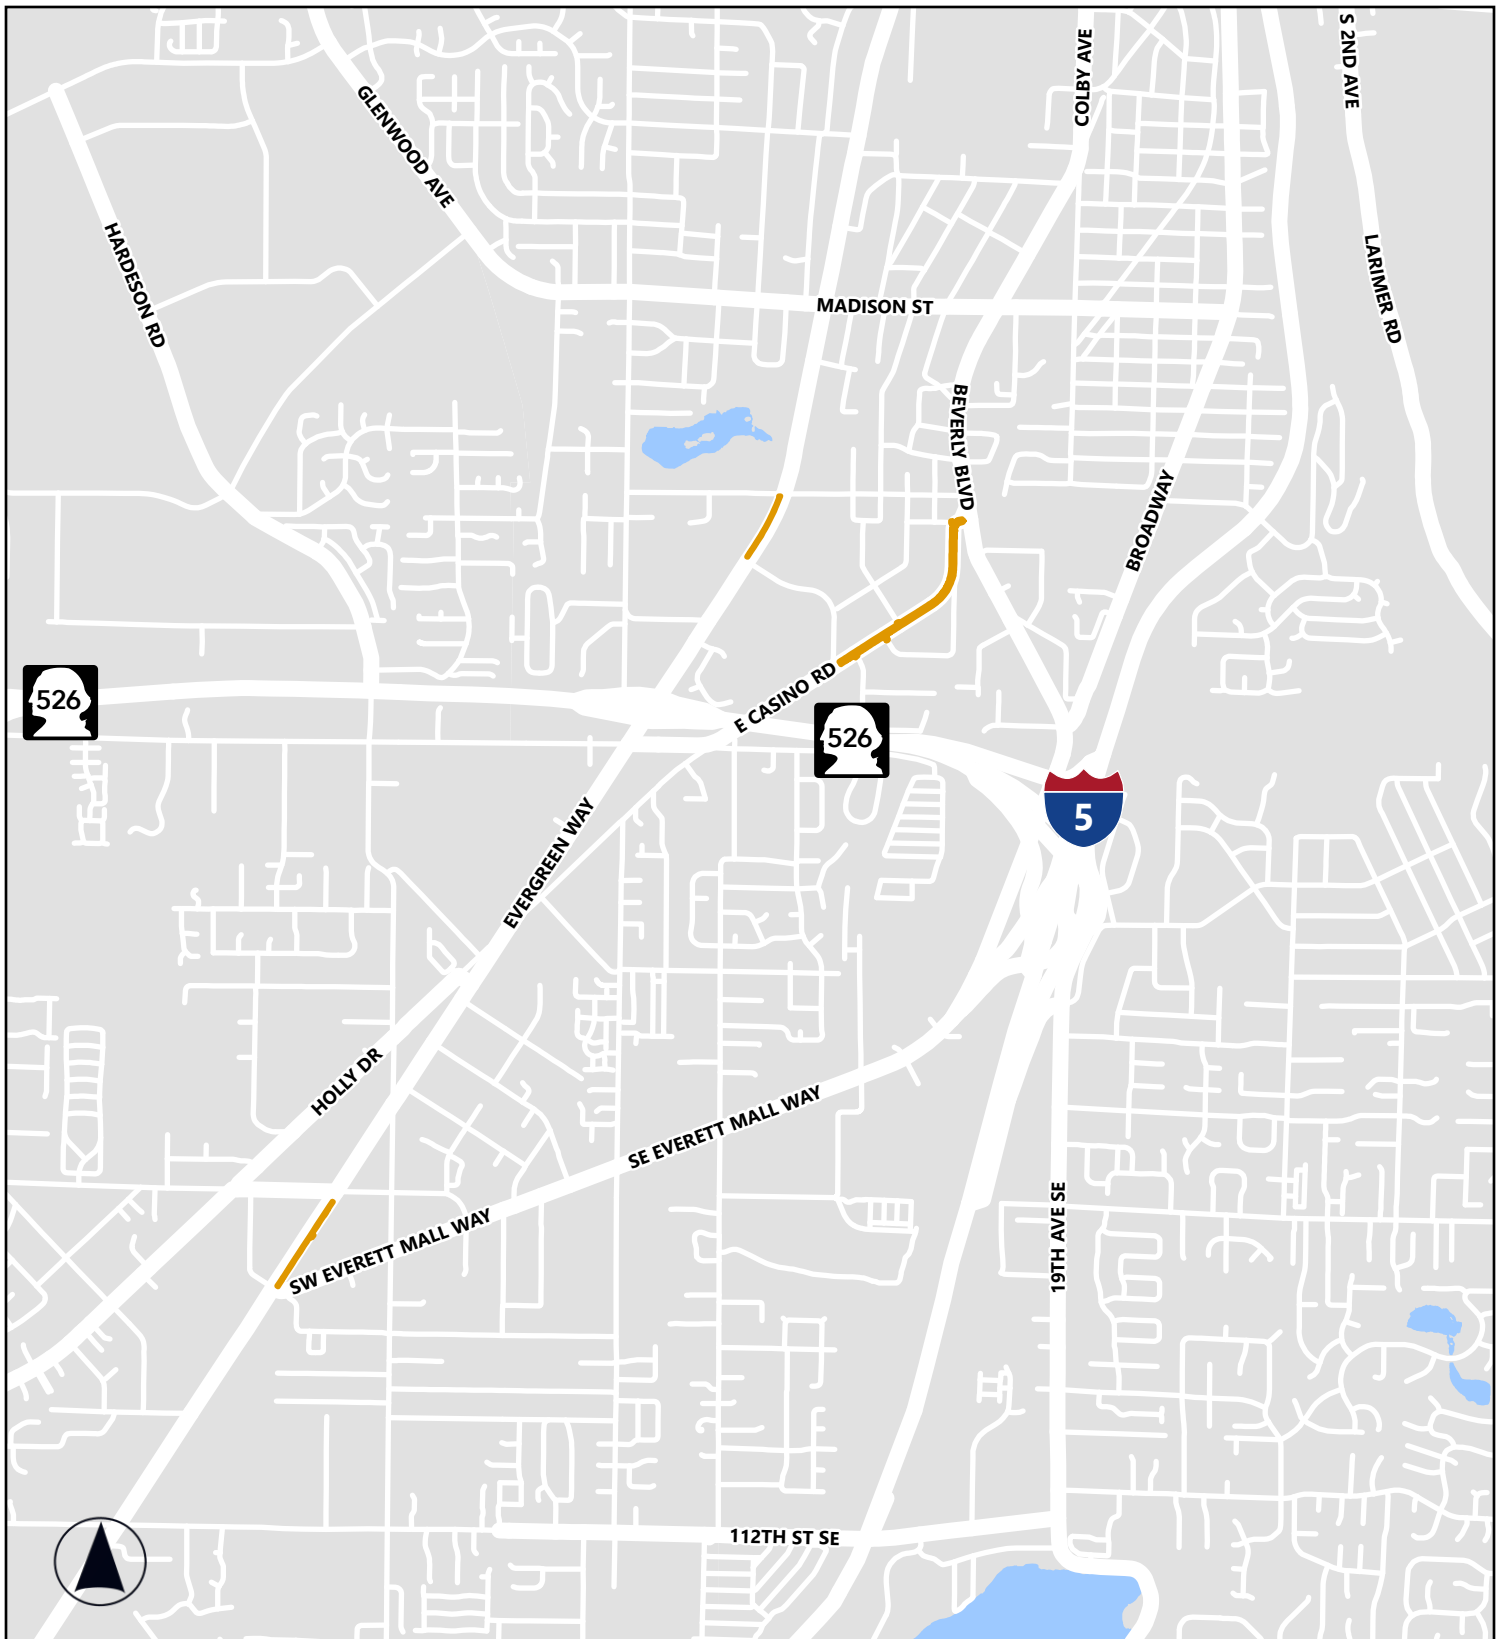 S 2ND AVE
COLBY AVE
GLENWOOD AVE
HARDESON RD
LARIMER RD
MADISON ST
BEVERLY BLVD
BROADWAY
526
E CASINO RD
526
5
EVERGREEN WAY
HOLLY DR
SE EVERETT MALL WAY
SW EVERETT MALL WAY
19TH AVE SE
112TH ST SE